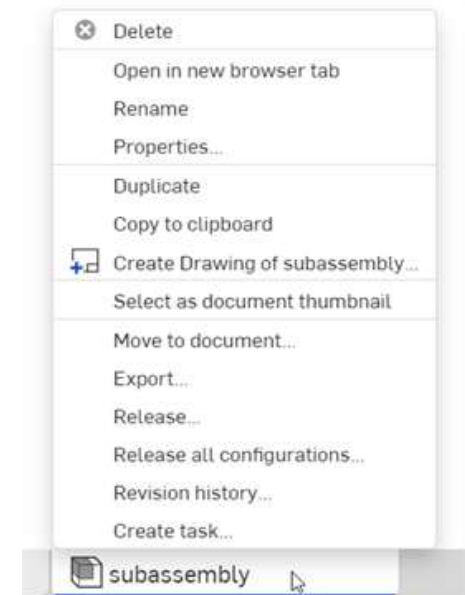 Delete
Open in new browser tab
Rename
Properties...
Duplicate
Copy to clipboard
Create Drawing of subassembly...
Select as document thumbnail
Move to document...
Export...
Release...
Release all configurations...
Revision history...
Create task...
subassembly